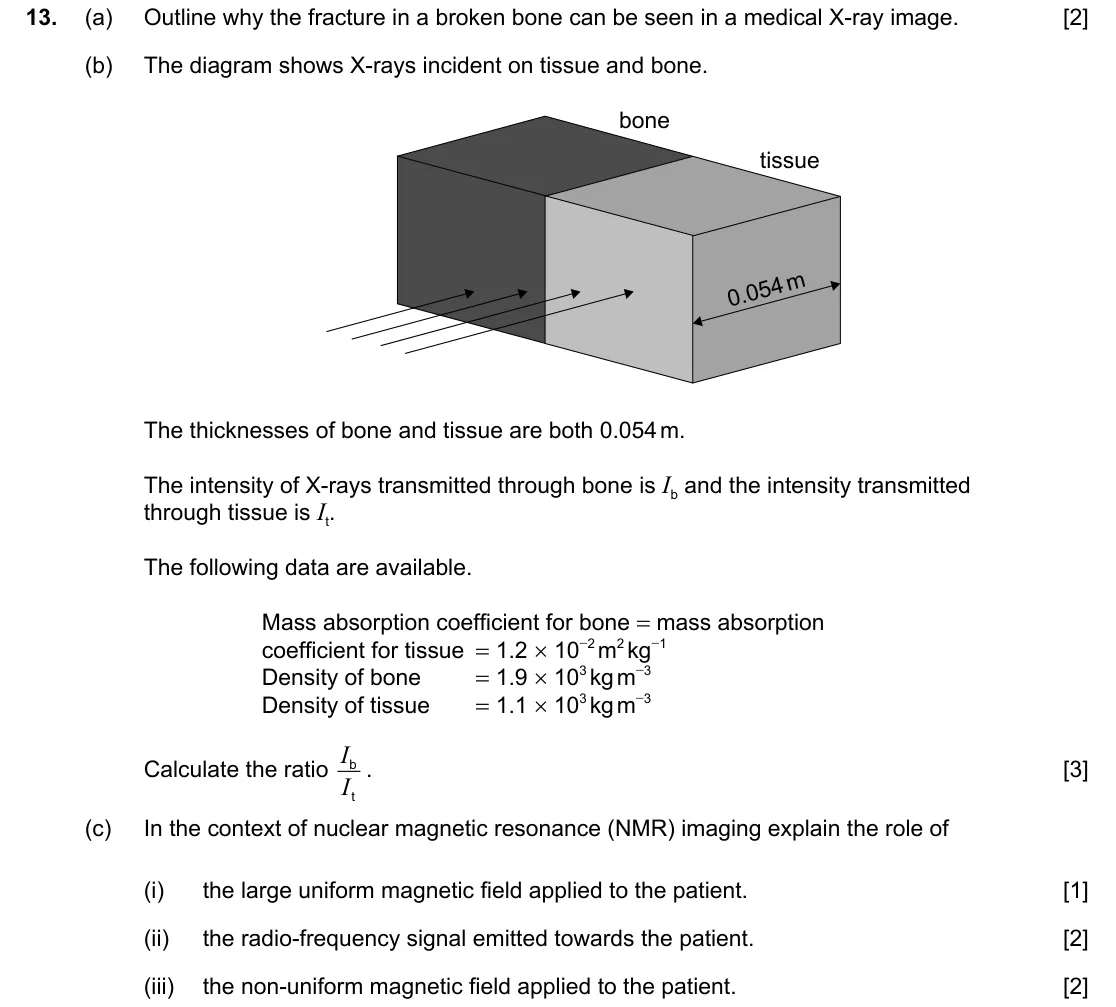 13. (a) Outline why the fracture in a broken bone can be seen in a medical X-ray image. [2]
(b) The diagram shows X-rays incident on tissue and bone.
bone
tissue
0.054 m
The thicknesses of bone and tissue are both 0.054 m.
The intensity of X-rays transmitted through bone is I_b and the intensity transmitted
through tissue is I_t.
The following data are available.
Mass absorption coefficient for bone = mass absorption
coefficient for tissue = 1.2 × 10⁻² m² kg⁻¹
Density of bone = 1.9 × 10³ kg m⁻³
Density of tissue = 1.1 × 10³ kg m⁻³
Calculate the ratio I_b / I_t . [3]
(c) In the context of nuclear magnetic resonance (NMR) imaging explain the role of
(i) the large uniform magnetic field applied to the patient. [1]
(ii) the radio-frequency signal emitted towards the patient. [2]
(iii) the non-uniform magnetic field applied to the patient. [2]